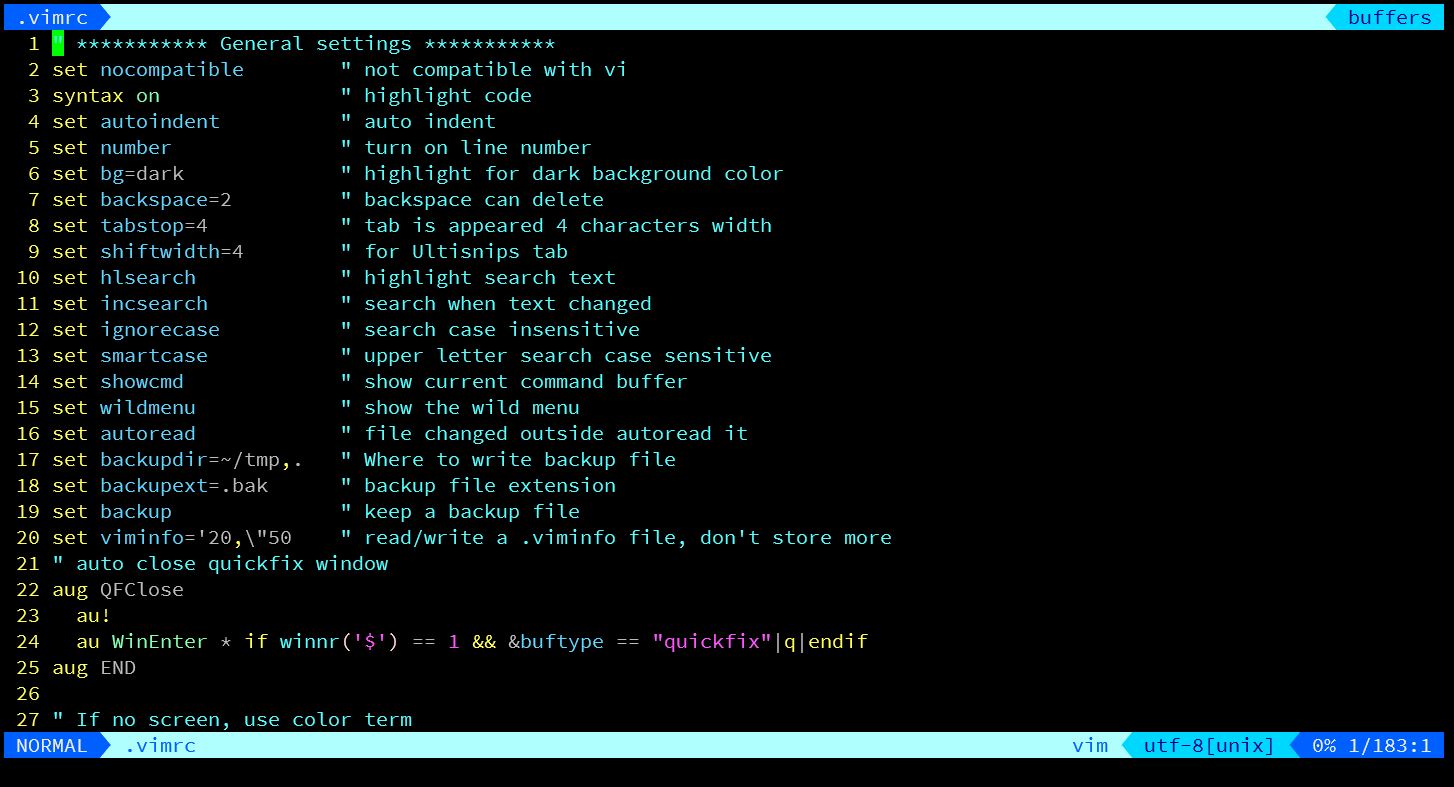 .vimrc buffers
1 " *********** General settings ***********
2 set nocompatible        " not compatible with vi
3 syntax on               " highlight code
4 set autoindent          " auto indent
5 set number              " turn on line number
6 set bg=dark             " highlight for dark background color
7 set backspace=2         " backspace can delete
8 set tabstop=4           " tab is appeared 4 characters width
9 set shiftwidth=4        " for Ultisnips tab
10 set hlsearch            " highlight search text
11 set incsearch           " search when text changed
12 set ignorecase          " search case insensitive
13 set smartcase           " upper letter search case sensitive
14 set showcmd             " show current command buffer
15 set wildmenu            " show the wild menu
16 set autoread            " file changed outside autoread it
17 set backupdir=~/tmp,.   " Where to write backup file
18 set backupext=.bak      " backup file extension
19 set backup              " keep a backup file
20 set viminfo='20,\"50    " read/write a .viminfo file, don't store more
21 " auto close quickfix window
22 aug QFClose
23   au!
24   au WinEnter * if winnr('$') == 1 && &buftype == "quickfix"|q|endif
25 aug END
26
27 " If no screen, use color term
NORMAL .vimrc vim utf-8[unix] 0% 1/183:1